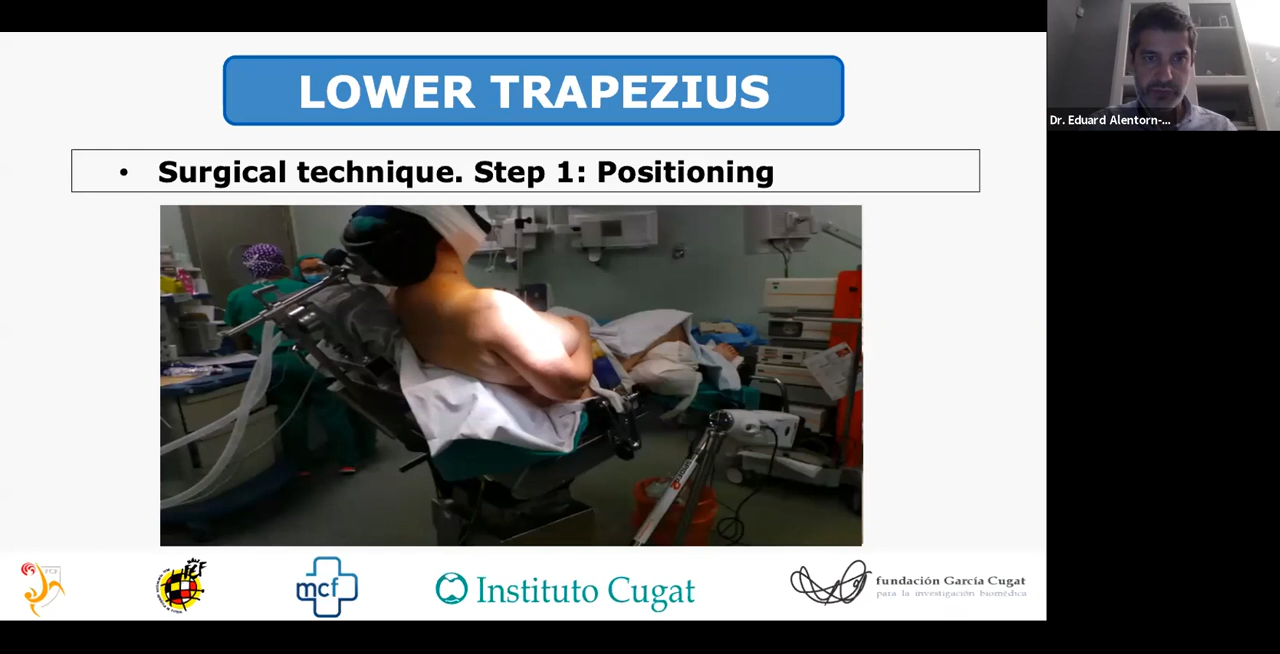 LOWER TRAPEZIUS
Dr. Eduard Alentorn-...
• Surgical technique. Step 1: Positioning
mcf
Instituto Cugat
fundación García Cugat
para la investigación biomédica